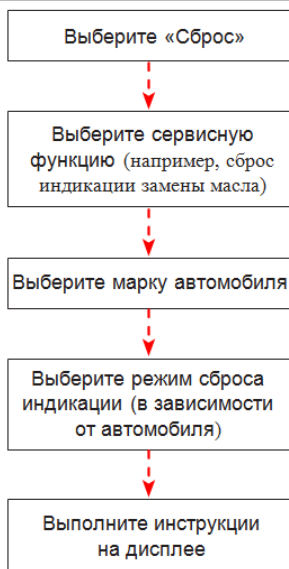 Выберите «Сброс»
Выберите сервисную
функцию (например, сброс
индикации замены масла)
Выберите марку автомобиля
Выберите режим сброса
индикации (в зависимости
от автомобиля)
Выполните инструкции
на дисплее